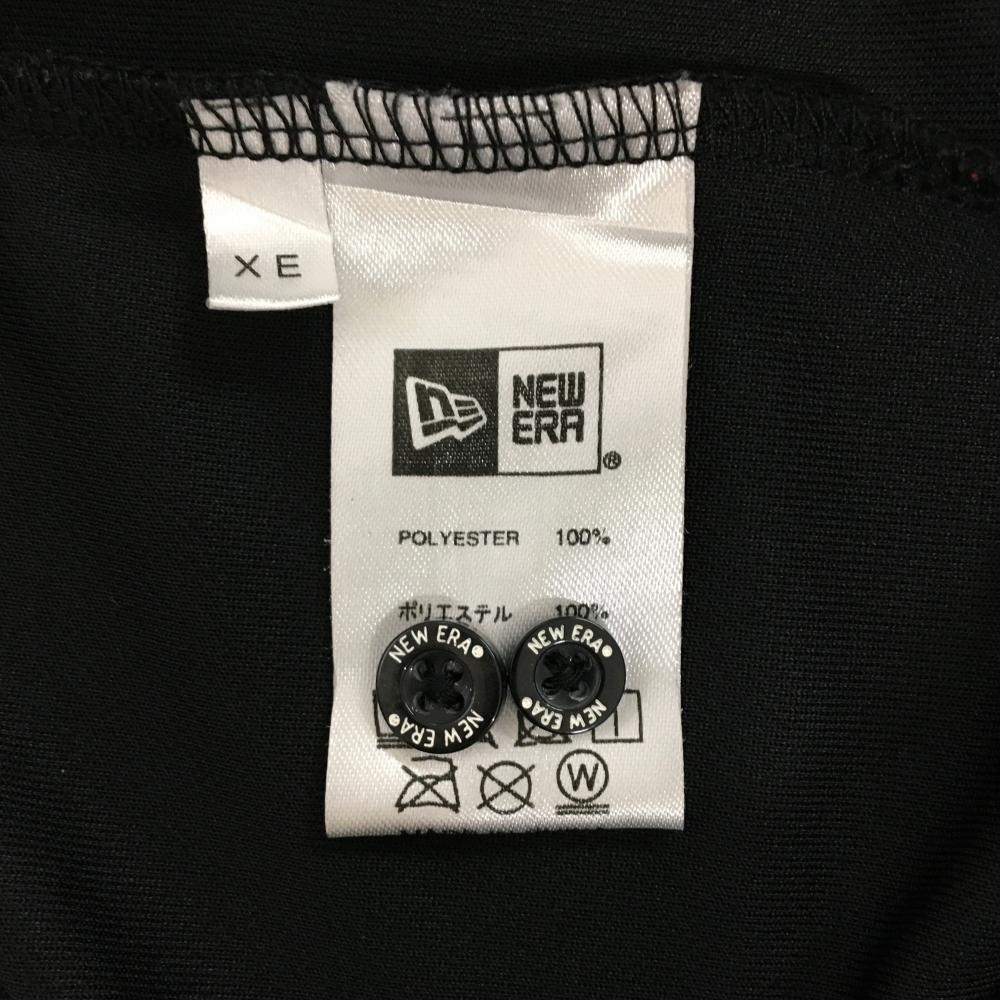 XE
NEW
ERA®
POLYESTER 100%
ポリエステル 100%
NEW ERA
NEW ERA
NEW ERA
NEW ERA
W